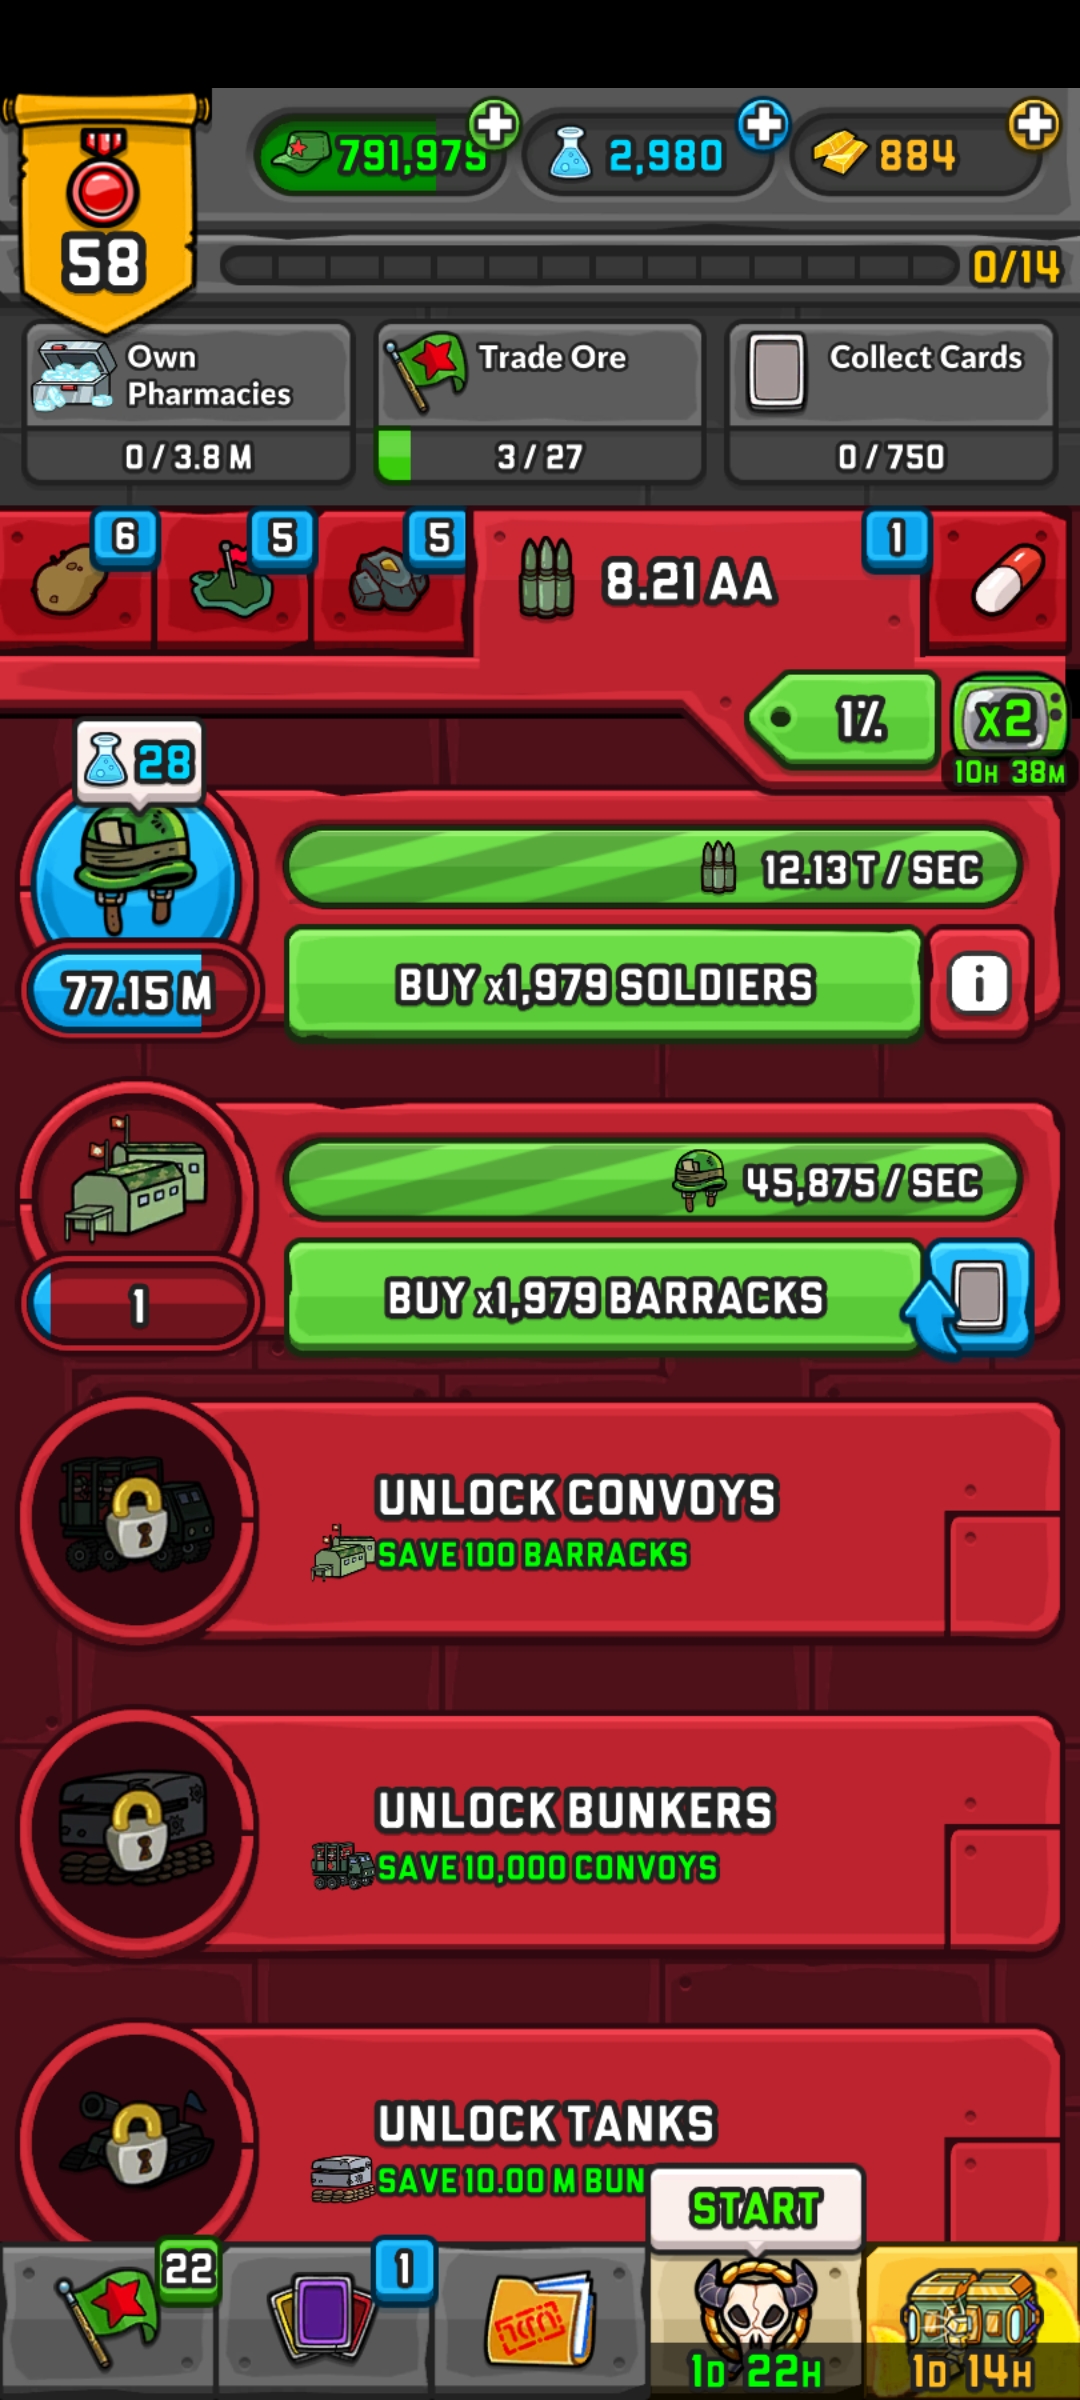 791,979
2,980
884
58
0/14
Own
Pharmacies
0 / 3.8 M
Trade Ore
3 / 27
Collect Cards
0 / 750
6
5
5
8.21 AA
1
1%
x2
10H 38M
28
12.13 T / SEC
77.15 M
BUY x1,979 SOLDIERS
i
45,875 / SEC
1
BUY x1,979 BARRACKS
UNLOCK CONVOYS
SAVE 100 BARRACKS
UNLOCK BUNKERS
SAVE 10,000 CONVOYS
UNLOCK TANKS
SAVE 10.00 M BUN
START
22
1
1D 22H
1D 14H